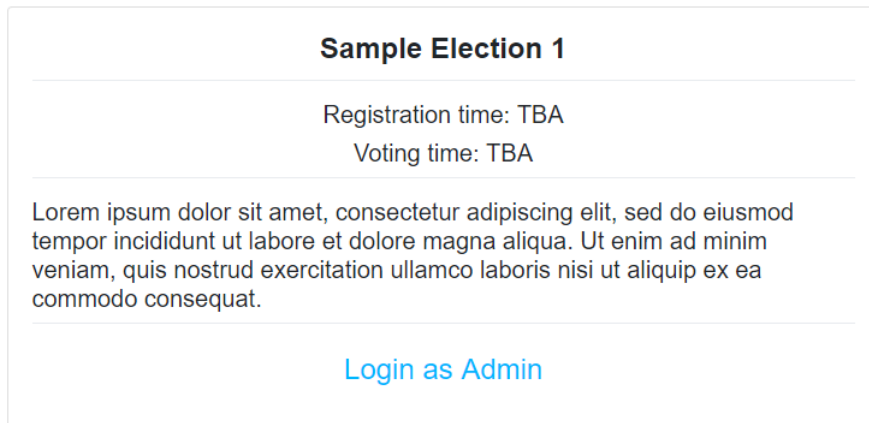 Sample Election 1
Registration time: TBA
Voting time: TBA
Lorem ipsum dolor sit amet, consectetur adipiscing elit, sed do eiusmod
tempor incididunt ut labore et dolore magna aliqua. Ut enim ad minim
veniam, quis nostrud exercitation ullamco laboris nisi ut aliquip ex ea
commodo consequat.
Login as Admin